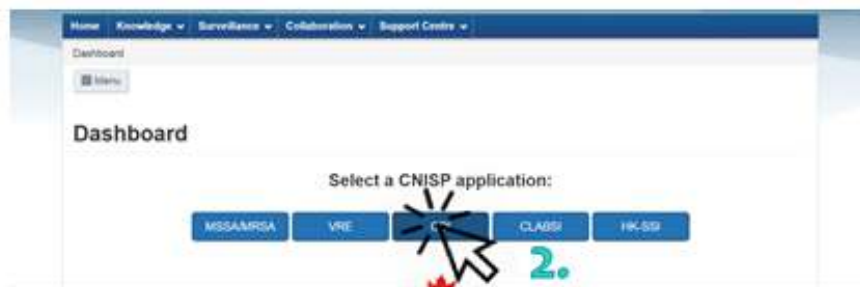 Home Knowledge Surveillance Collaboration Support Centre
Dashboard
Menu
Dashboard
Select a CNISP application:
MSSA/MRSA VRE CLABSI HK-SSI
2.